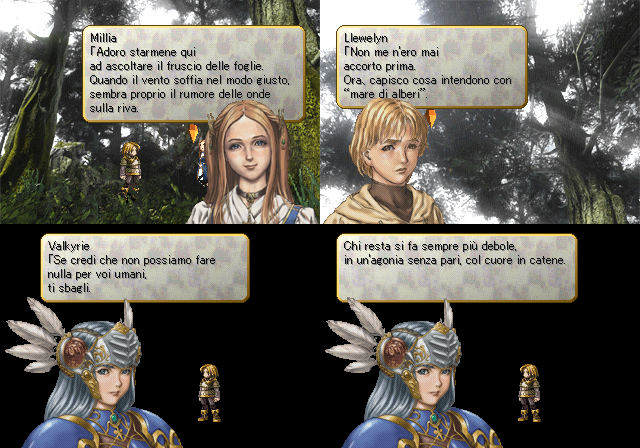 Millia
「Adoro starmene qui
ad ascoltare il fruscio delle foglie.
Quando il vento soffia nel modo giusto,
sembra proprio il rumore delle onde
sulla riva.
Llewelyn
「Non me n'ero mai
accorto prima.
Ora, capisco cosa intendono con
“mare di alberi”.
Valkyrie
「Se credi che non possiamo fare
nulla per voi umani,
ti sbagli.
Chi resta si fa sempre più debole,
in un'agonia senza pari, col cuore in catene.